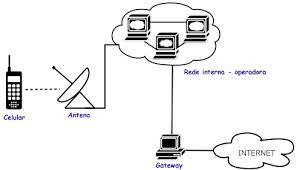 Rede interna - operadora
Celular
Antena
Gateway
INTERNET